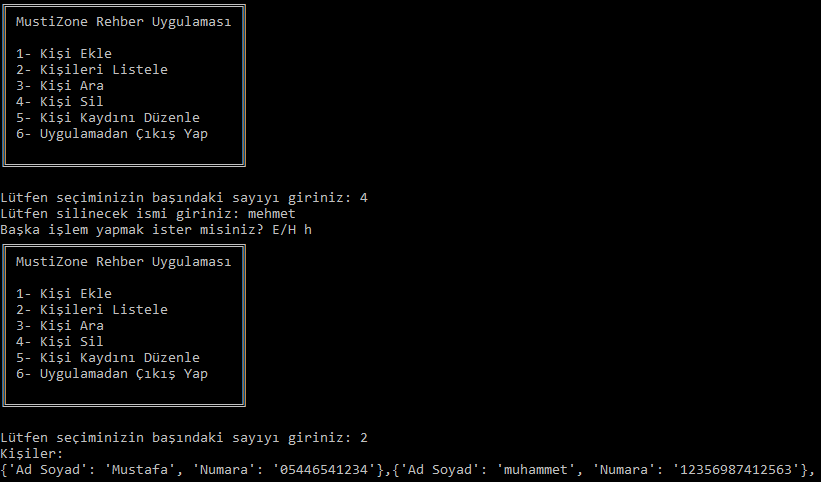 MustiZone Rehber Uygulaması
1- Kişi Ekle
2- Kişileri Listele
3- Kişi Ara
4- Kişi Sil
5- Kişi Kaydını Düzenle
6- Uygulamadan Çıkış Yap
Lütfen seçiminizin başındaki sayıyı giriniz: 4
Lütfen silinecek ismi giriniz: mehmet
Başka işlem yapmak ister misiniz? E/H h
MustiZone Rehber Uygulaması
1- Kişi Ekle
2- Kişileri Listele
3- Kişi Ara
4- Kişi Sil
5- Kişi Kaydını Düzenle
6- Uygulamadan Çıkış Yap
Lütfen seçiminizin başındaki sayıyı giriniz: 2
Kişiler:
{'Ad Soyad': 'Mustafa', 'Numara': '05446541234'},{'Ad Soyad': 'muhammet', 'Numara': '12356987412563'},